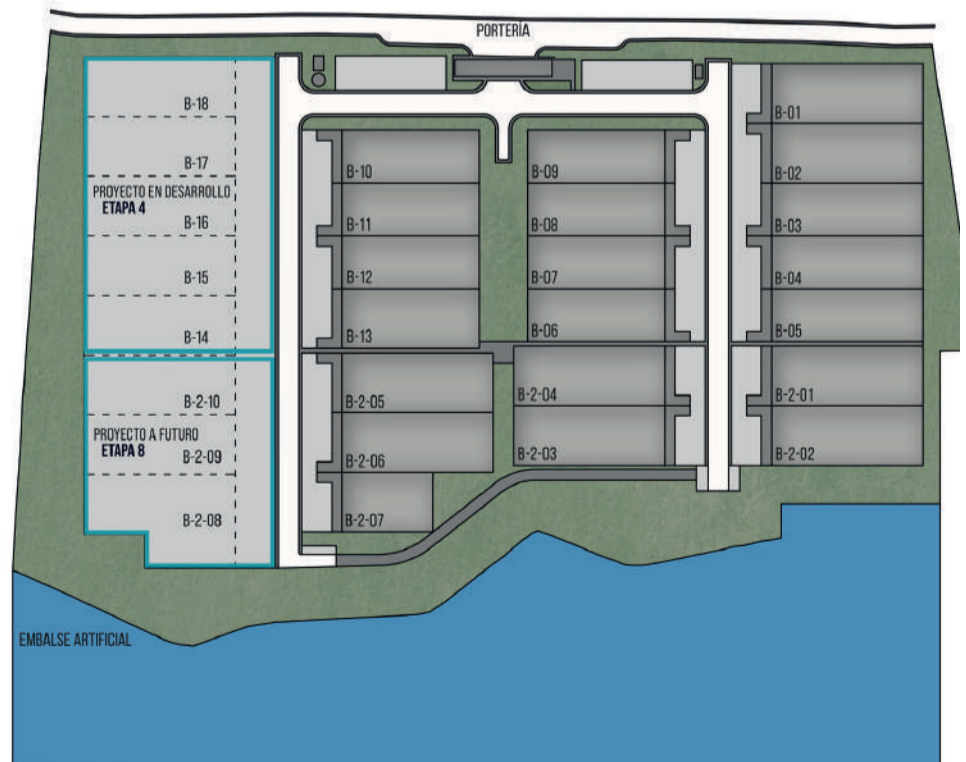 PORTERÍA
B-18
B-17
PROYECTO EN DESARROLLO
ETAPA 4
B-16
B-15
B-14
B-2-10
PROYECTO A FUTURO
ETAPA 8
B-2-09
B-2-08
B-10
B-11
B-12
B-13
B-2-05
B-2-06
B-2-07
B-09
B-08
B-07
B-06
B-2-04
B-2-03
B-01
B-02
B-03
B-04
B-05
B-2-01
B-2-02
EMBALSE ARTIFICIAL